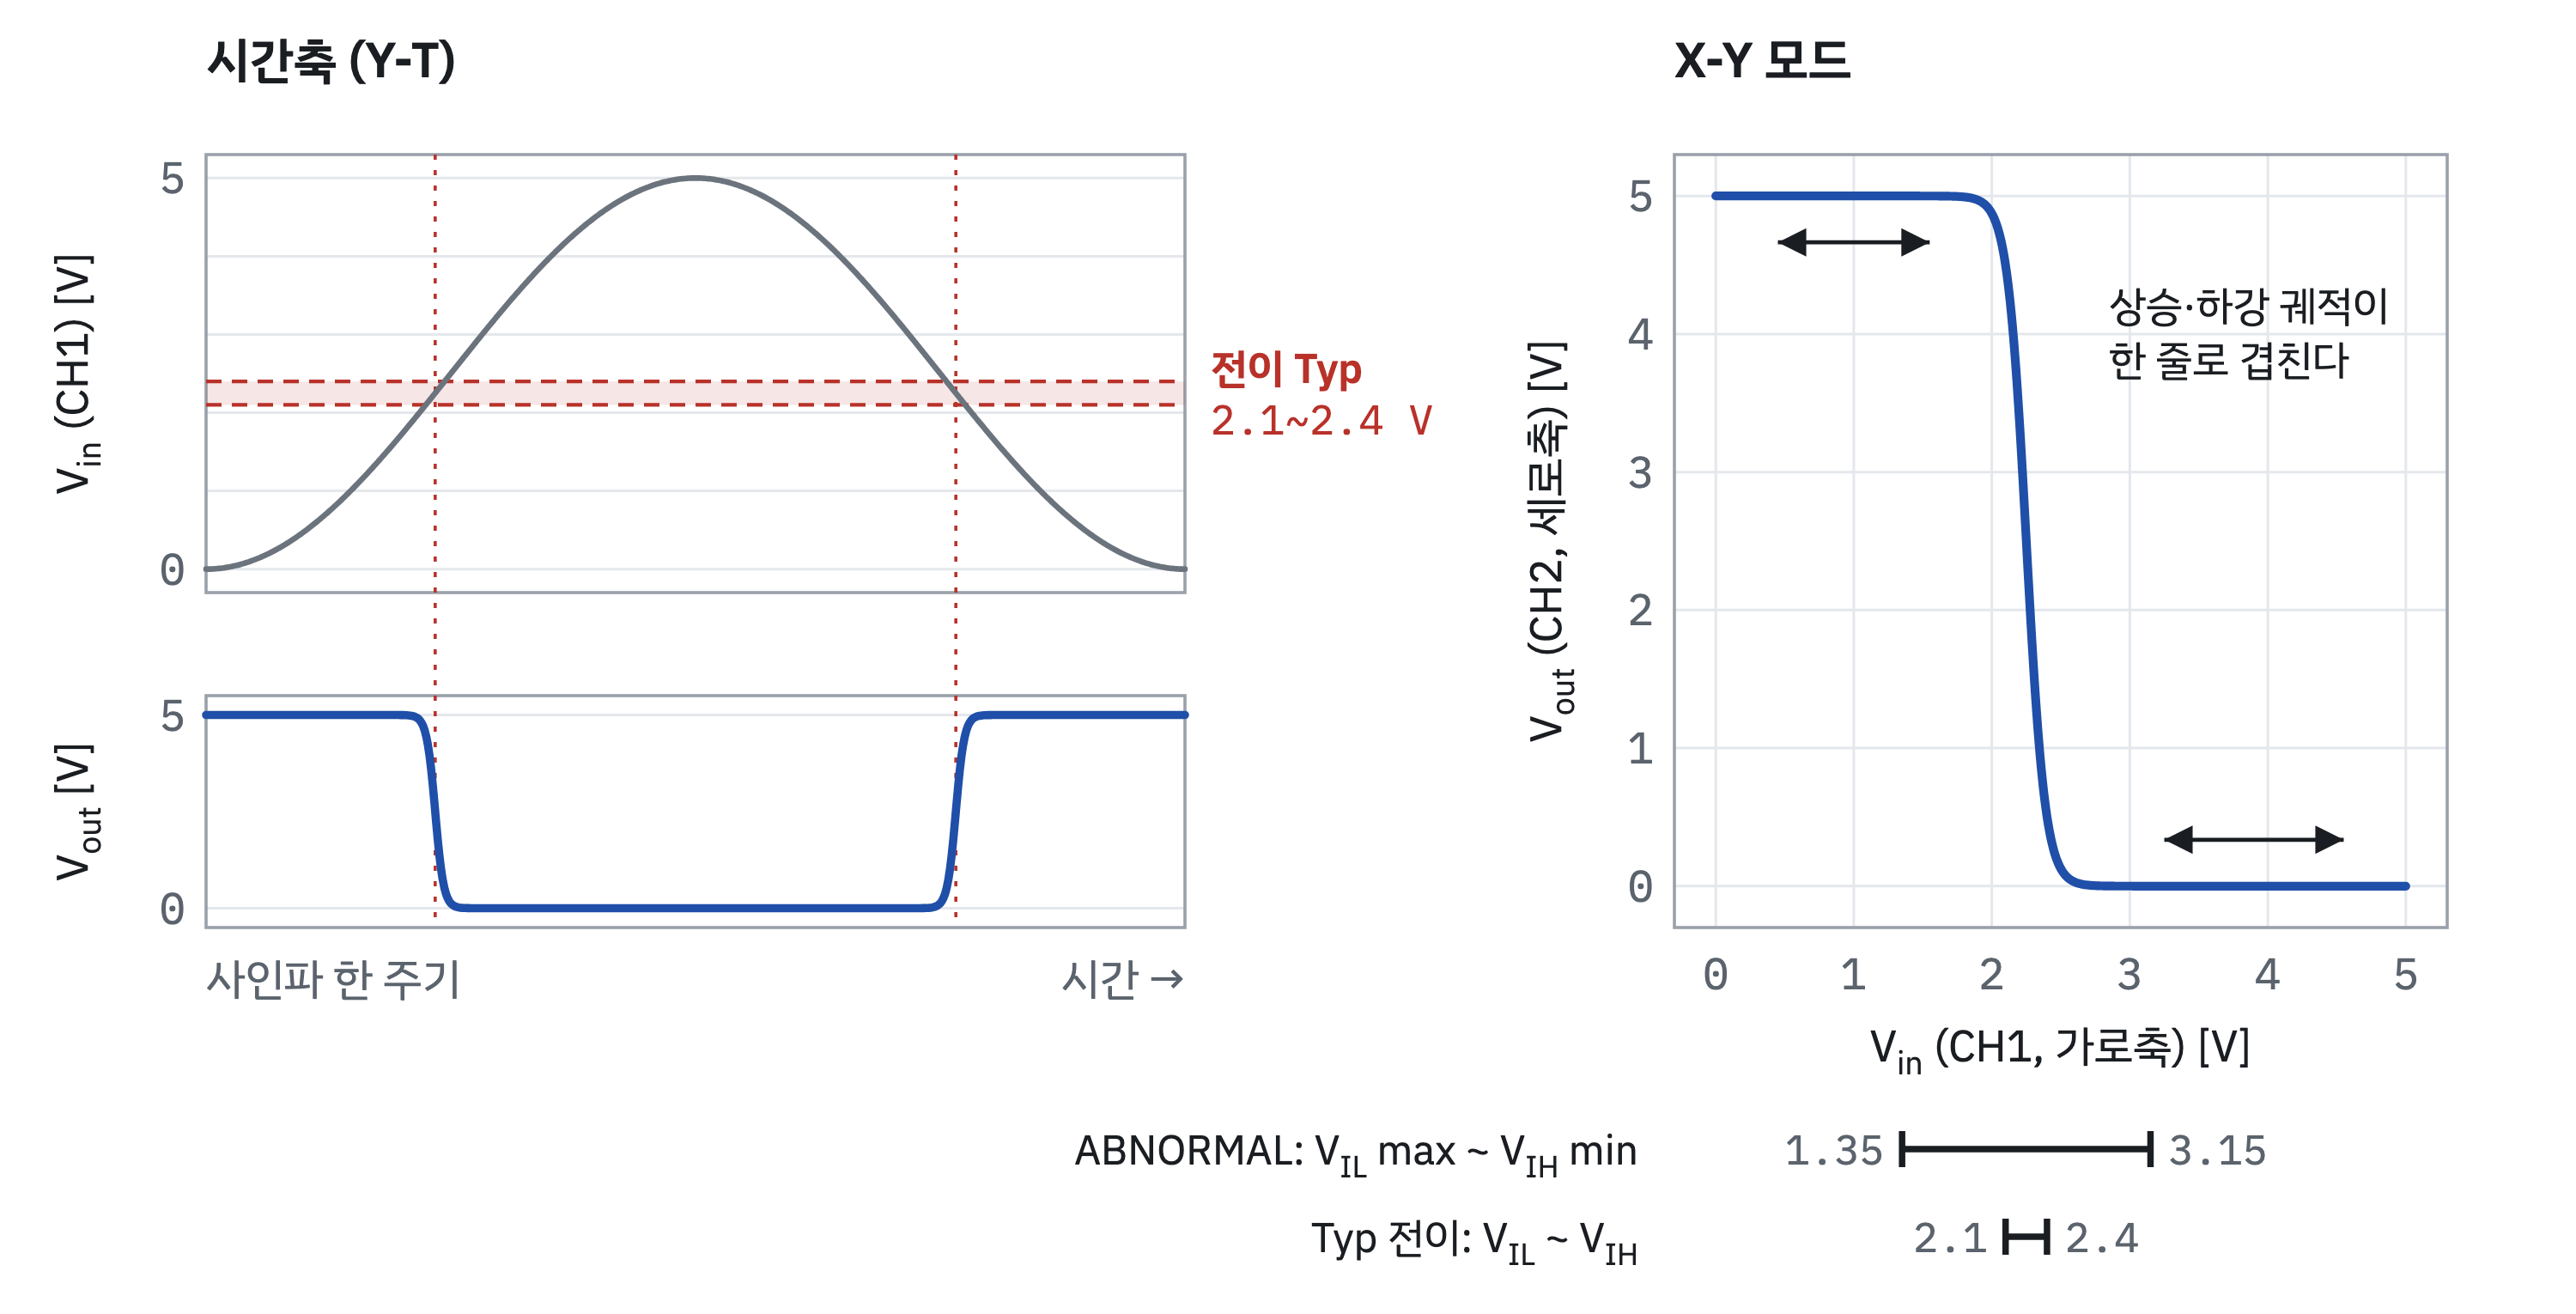 시간축 (Y-T)
5
0
V_in (CH1) [V]
전이 Typ
2.1~2.4 V
5
0
V_out [V]
사인파 한 주기
시간 →
X-Y 모드
상승·하강 궤적이
한 줄로 겹친다
5
4
3
2
1
0
V_out (CH2, 세로축) [V]
0 1 2 3 4 5
V_in (CH1, 가로축) [V]
ABNORMAL: V_IL max ~ V_IH min 1.35 3.15
Typ 전이: V_IL ~ V_IH 2.1 2.4